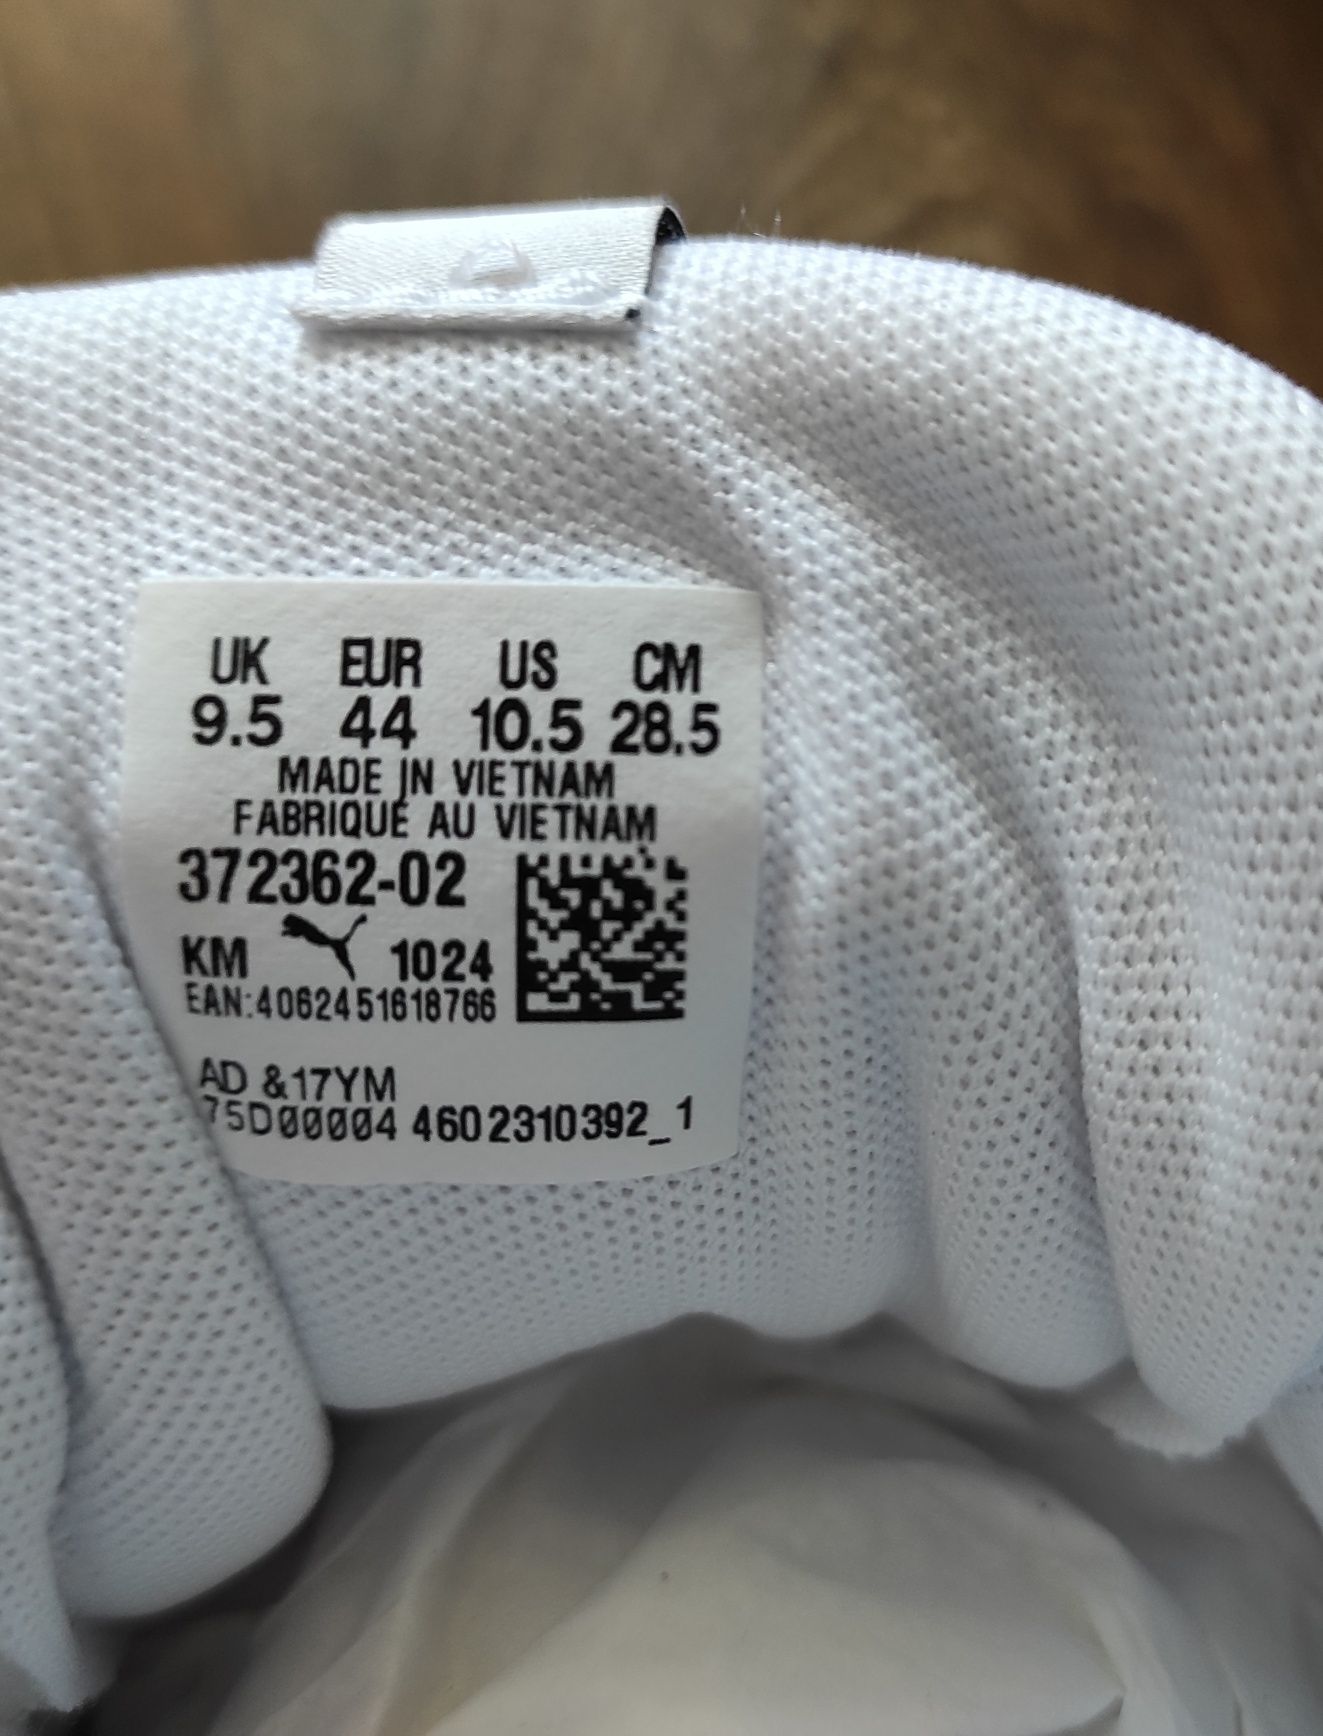 UK EUR US CM
9.5 44 10.5 28.5
MADE IN VIETNAM
FABRIQUÉ AU VIETNAM
372362-02
KM 1024
EAN:4062451618766
AD &17YM
75D00004 4602310392_1